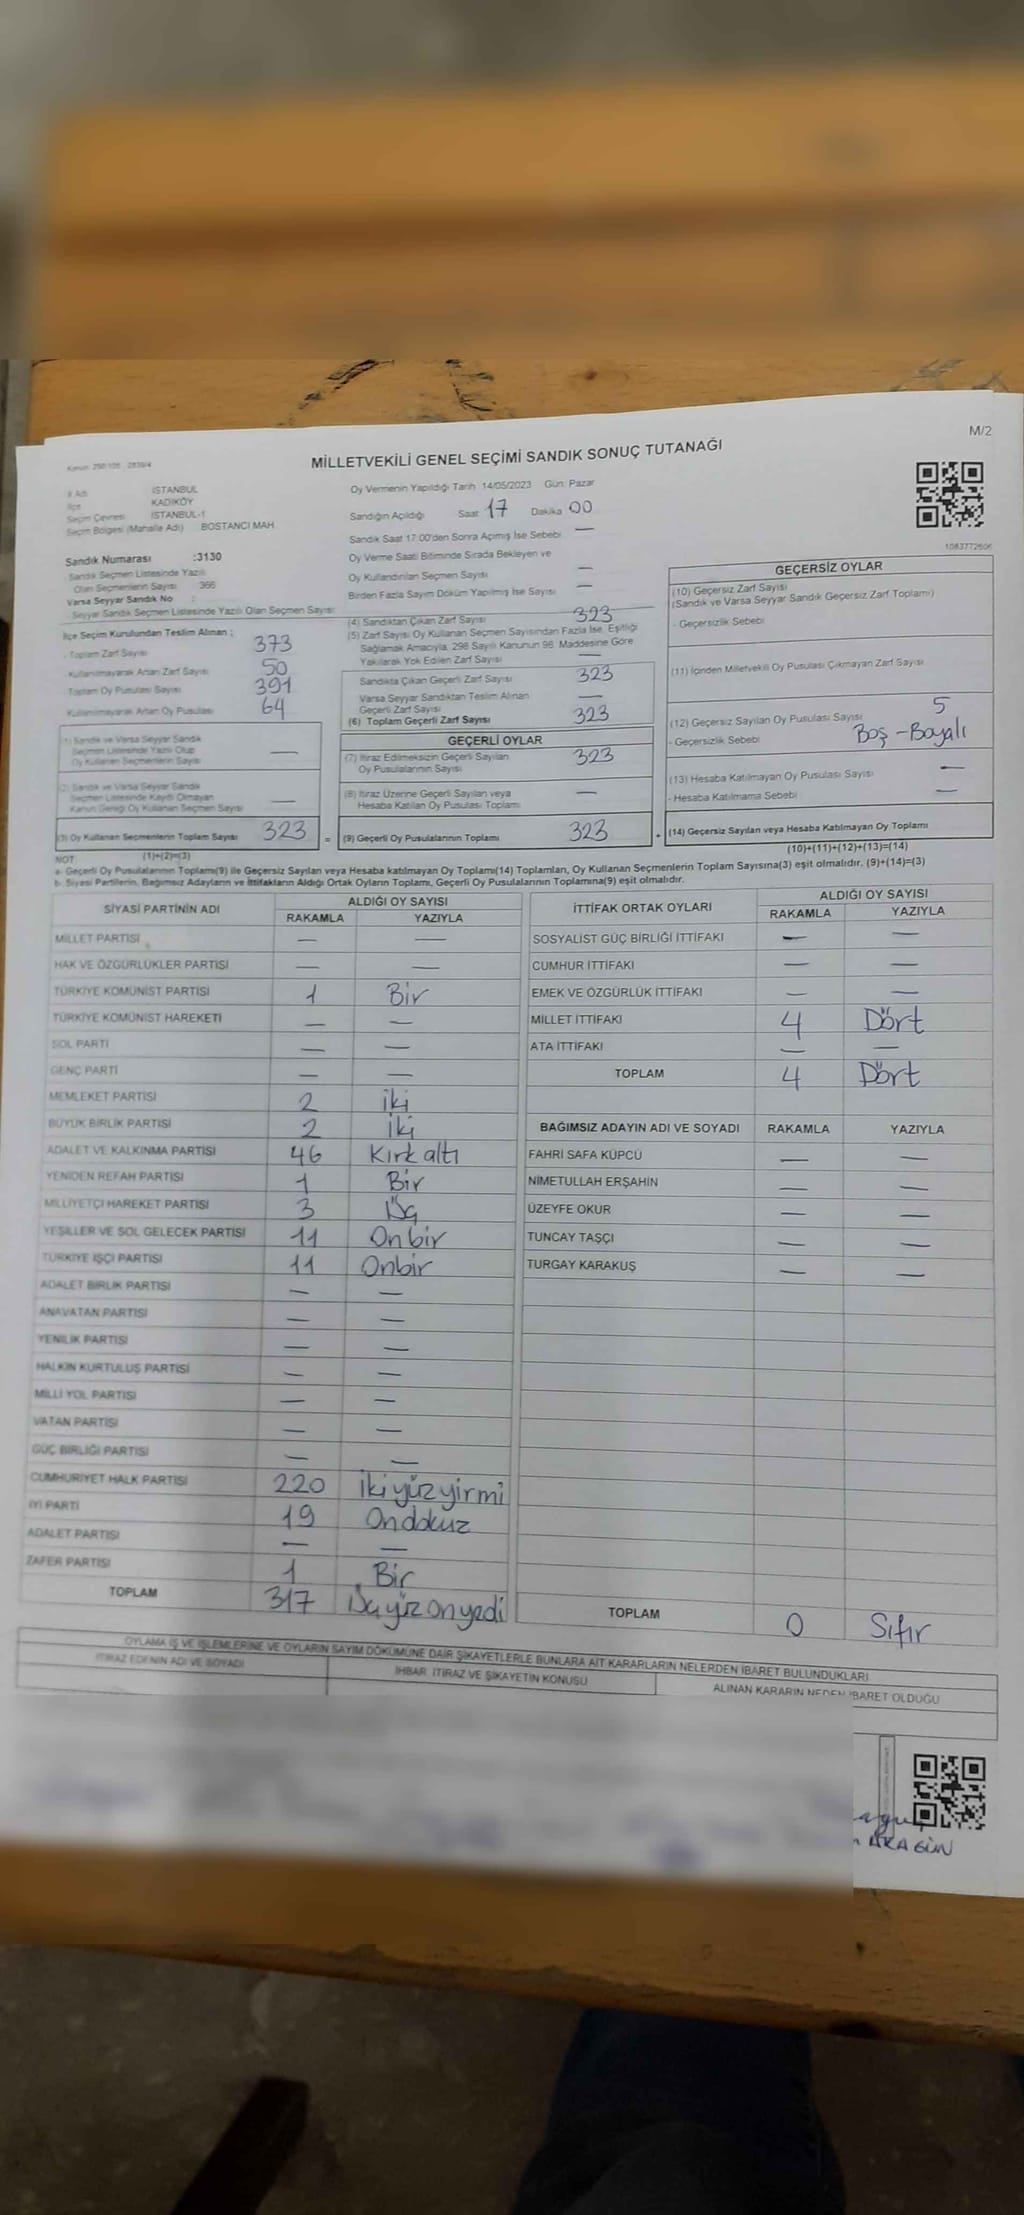 M/2
Kanun: 298/105 - 2839/4
MİLLETVEKİLİ GENEL SEÇİMİ SANDIK SONUÇ TUTANAĞI
İl Adı İSTANBUL
İlçe KADIKÖY
Seçim Çevresi İSTANBUL-1
Seçim Bölgesi (Mahalle Adı) BOSTANCI MAH.
Sandık Numarası :3130
Sandık Seçmen Listesinde Yazılı
Olan Seçmenlerin Sayısı 366
Varsa Seyyar Sandık No :
Seyyar Sandık Seçmen Listesinde Yazılı Olan Seçmen Sayısı:
İlçe Seçim Kurulundan Teslim Alınan ;
- Toplam Zarf Sayısı 373
Kullanılmayarak Artan Zarf Sayısı 50
Toplam Oy Pusulası Sayısı 391
Kullanılmayarak Artan Oy Pusulası 64
(1) Sandık ve Varsa Seyyar Sandık
Seçmen Listesinde Yazılı Olup
Oy Kullanan Seçmenlerin Sayısı —
(2) Sandık ve Varsa Seyyar Sandık
Seçmen Listesinde Kaydı Olmayan
Kanun Gereği Oy Kullanan Seçmen Sayısı —
(3) Oy Kullanan Seçmenlerin Toplam Sayısı 323 =
(1)+(2)=(3)
Oy Vermenin Yapıldığı Tarih 14/05/2023 Gün: Pazar
Sandığın Açıldığı Saat 17 Dakika 00
Sandık Saat 17:00'den Sonra Açımış İse Sebebi —
Oy Verme Saati Bitiminde Sırada Bekleyen ve
Oy Kullandırılan Seçmen Sayısı —
Birden Fazla Sayım Döküm Yapılmış İse Sayısı —
(4) Sandıktan Çıkan Zarf Sayısı 323
(5) Zarf Sayısı Oy Kullanan Seçmen Sayısından Fazla İse, Eşitliği
Sağlamak Amacıyla, 298 Sayılı Kanunun 98. Maddesine Göre
Yakılarak Yok Edilen Zarf Sayısı —
Sandıkta Çıkan Geçerli Zarf Sayısı 323
Varsa Seyyar Sandıktan Teslim Alınan
Geçerli Zarf Sayısı —
(6) Toplam Geçerli Zarf Sayısı 323
GEÇERLİ OYLAR
(7) İtiraz Edilmeksizin Geçerli Sayılan
Oy Pusulalarının Sayısı 323
(8) İtiraz Üzerine Geçerli Sayılan veya
Hesaba Katılan Oy Pusulası Toplamı —
(9) Geçerli Oy Pusulalarının Toplamı 323 +
1083772606
GEÇERSİZ OYLAR
(10) Geçersiz Zarf Sayısı
(Sandık ve Varsa Seyyar Sandık Geçersiz Zarf Toplamı)
- Geçersizlik Sebebi
(11) İçinden Milletvekili Oy Pusulası Çıkmayan Zarf Sayısı
(12) Geçersiz Sayılan Oy Pusulası Sayısı 5
- Geçersizlik Sebebi Boş - Boyalı
(13) Hesaba Katılmayan Oy Pusulası Sayısı —
- Hesaba Katılmama Sebebi —
(14) Geçersiz Sayılan veya Hesaba Katılmayan Oy Toplamı
(10)+(11)+(12)+(13)=(14)
NOT
a- Geçerli Oy Pusulalarının Toplamı(9) ile Geçersiz Sayılan veya Hesaba katılmayan Oy Toplamı(14) Toplamları, Oy Kullanan Seçmenlerin Toplam Sayısına(3) eşit olmalıdır. (9)+(14)=(3)
b- Siyasi Partilerin, Bağımsız Adayların ve İttifakların Aldığı Ortak Oyların Toplamı, Geçerli Oy Pusulalarının Toplamına(9) eşit olmalıdır.
SİYASİ PARTİNİN ADI ALDIĞI OY SAYISI
RAKAMLA YAZIYLA
MİLLET PARTİSİ — —
HAK VE ÖZGÜRLÜKLER PARTİSİ — —
TÜRKİYE KOMÜNİST PARTİSİ 1 Bir
TÜRKİYE KOMÜNİST HAREKETİ — —
SOL PARTİ — —
GENÇ PARTİ — —
MEMLEKET PARTİSİ 2 iki
BÜYÜK BİRLİK PARTİSİ 2 İki
ADALET VE KALKINMA PARTİSİ 46 Kırkaltı
YENİDEN REFAH PARTİSİ 1 Bir
MİLLİYETÇİ HAREKET PARTİSİ 3 Üç
YEŞİLLER VE SOL GELECEK PARTİSİ 11 Onbir
TÜRKİYE İŞÇİ PARTİSİ 11 Onbir
ADALET BİRLİK PARTİSİ — —
ANAVATAN PARTİSİ — —
YENİLİK PARTİSİ — —
HALKIN KURTULUŞ PARTİSİ — —
MİLLİ YOL PARTİSİ — —
VATAN PARTİSİ — —
GÜÇ BİRLİĞİ PARTİSİ — —
CUMHURİYET HALK PARTİSİ 220 İkiyüzyirmi
İYİ PARTİ 19 Ondokuz
ADALET PARTİSİ — —
ZAFER PARTİSİ 1 Bir
TOPLAM 317 Üçyüzonyedi
İTTİFAK ORTAK OYLARI ALDIĞI OY SAYISI
RAKAMLA YAZIYLA
SOSYALİST GÜÇ BİRLİĞİ İTTİFAKI — —
CUMHUR İTTİFAKI — —
EMEK VE ÖZGÜRLÜK İTTİFAKI — —
MİLLET İTTİFAKI 4 Dört
ATA İTTİFAKI — —
TOPLAM 4 Dört
BAĞIMSIZ ADAYIN ADI VE SOYADI RAKAMLA YAZIYLA
FAHRİ SAFA KÜPCÜ — —
NİMETULLAH ERŞAHİN — —
ÜZEYFE OKUR — —
TUNCAY TAŞÇI — —
TURGAY KARAKUŞ — —
TOPLAM 0 Sıfır
OYLAMA İŞ VE İŞLEMLERİNE VE OYLARIN SAYIM DÖKÜMÜNE DAİR ŞİKAYETLERLE BUNLARA AİT KARARLARIN NELERDEN İBARET BULUNDUKLARI
İTİRAZ EDENİN ADI VE SOYADI İHBAR İTİRAZ VE ŞİKAYETİN KONUSU ALINAN KARARIN NEDEN İBARET OLDUĞU
AKAGÜN